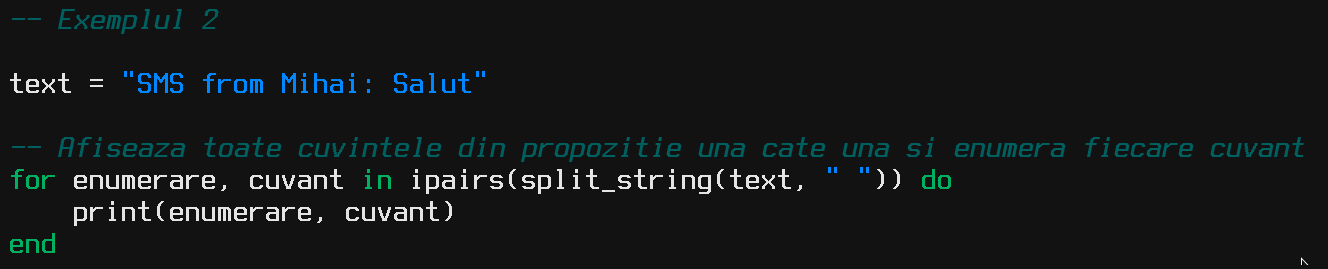 -- Exemplul 2
text = "SMS from Mihai: Salut"
-- Afiseaza toate cuvintele din propozitie una cate una si enumera fiecare cuvant
for enumerare, cuvant in ipairs(split_string(text, " ")) do
    print(enumerare, cuvant)
end